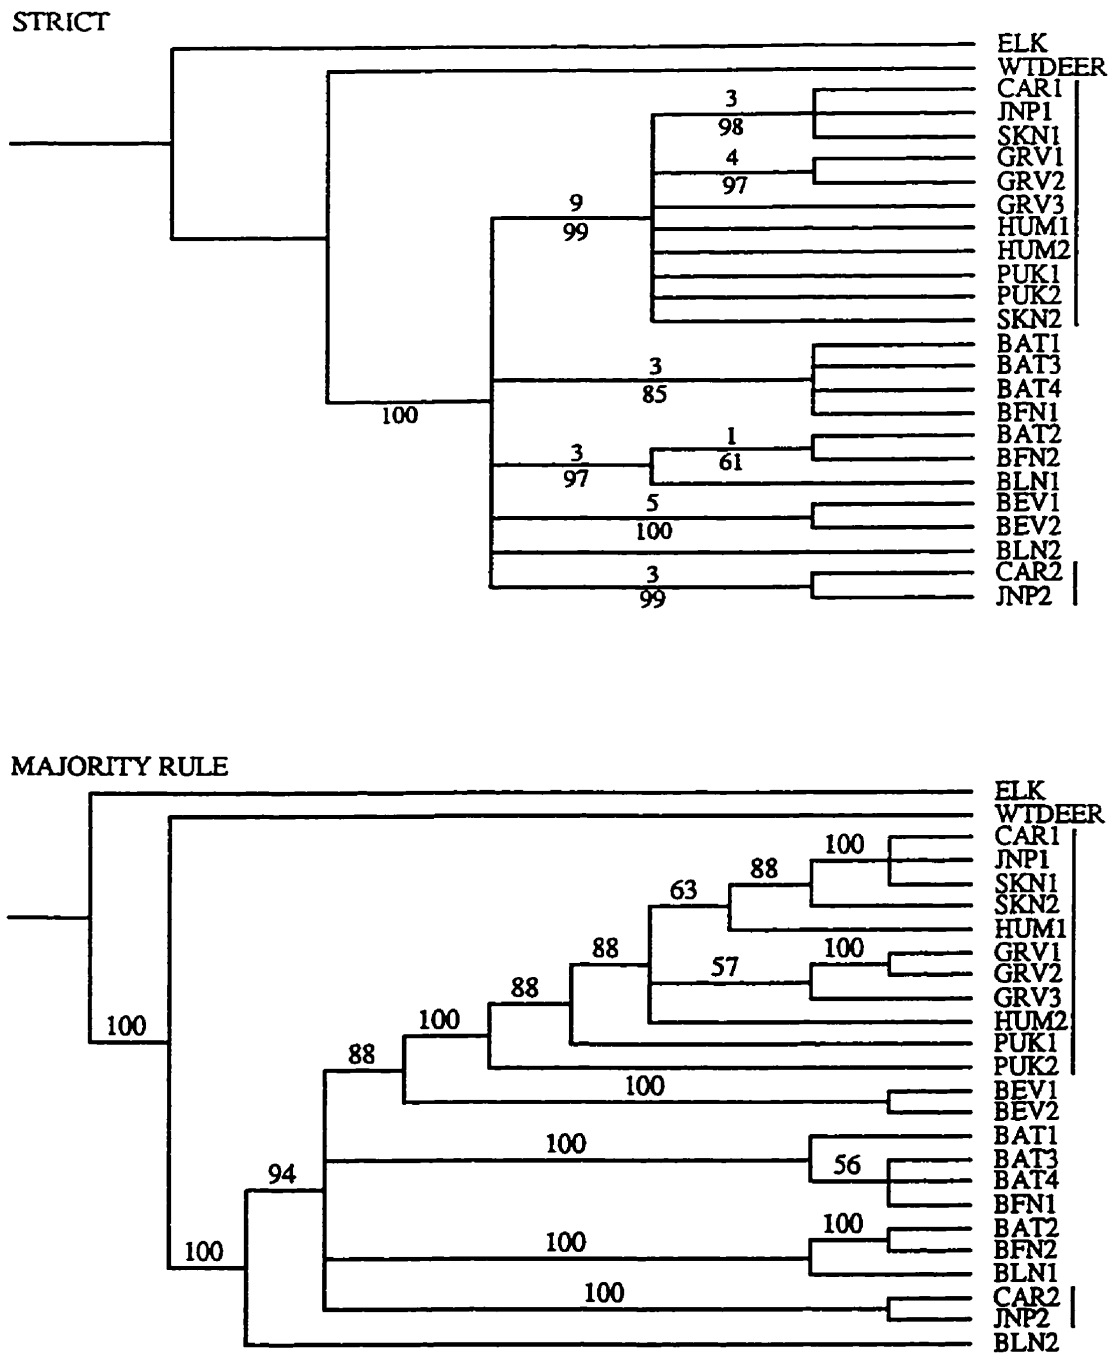 STRICT
ELK
WTDEER
CAR1
3
JNP1
98
SKN1
4
GRV1
97
GRV2
9
GRV3
99
HUM1
HUM2
PUK1
PUK2
SKN2
BAT1
3
BAT3
85
BAT4
100
BFN1
1
BAT2
3
61
BFN2
97
BLN1
5
BEV1
100
BEV2
BLN2
3
CAR2
99
JNP2
MAJORITY RULE
ELK
WTDEER
CAR1
100
JNP1
88
SKN1
63
SKN2
HUM1
88
100
GRV1
57
GRV2
88
GRV3
100
HUM2
100
PUK1
88
PUK2
100
BEV1
BEV2
100
BAT1
56
BAT3
94
BAT4
BFN1
100
BAT2
100
100
BFN2
BLN1
100
CAR2
JNP2
BLN2